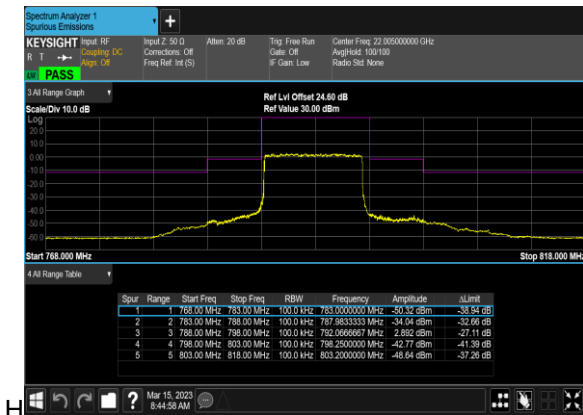 Spectrum Analyzer 1
Spurious Emissions
KEYSIGHT Input: RF Input Z: 50 Ω Atten: 20 dB Trig: Free Run Center Freq: 22.005000000 GHz
R T Coupling: DC Corrections: Off Gate: Off Avg|Hold: 100/100
Align: Off Freq Ref: Int (S) IF Gain: Low Radio Std: None
PASS
3 All Range Graph Ref Lvl Offset 24.60 dB
Scale/Div 10.0 dB Ref Value 30.00 dBm
Log
20.0
10.0
0.00
-10.0
-20.0
-30.0
-40.0
-50.0
-60.0
Start 768.000 MHz Stop 818.000 MHz
4 All Range Table
Spur Range Start Freq Stop Freq RBW Frequency Amplitude ΔLimit
1 1 768.00 MHz 783.00 MHz 100.0 kHz 783.0000000 MHz -50.32 dBm -38.94 dB
2 2 783.00 MHz 788.00 MHz 100.0 kHz 787.9833333 MHz -34.04 dBm -32.66 dB
3 3 788.00 MHz 798.00 MHz 100.0 kHz 792.0666667 MHz 2.892 dBm -27.11 dB
4 4 798.00 MHz 803.00 MHz 100.0 kHz 798.2500000 MHz -42.77 dBm -41.39 dB
5 5 803.00 MHz 818.00 MHz 100.0 kHz 803.2000000 MHz -48.64 dBm -37.26 dB
H
? Mar 15, 2023
8:44:58 AM